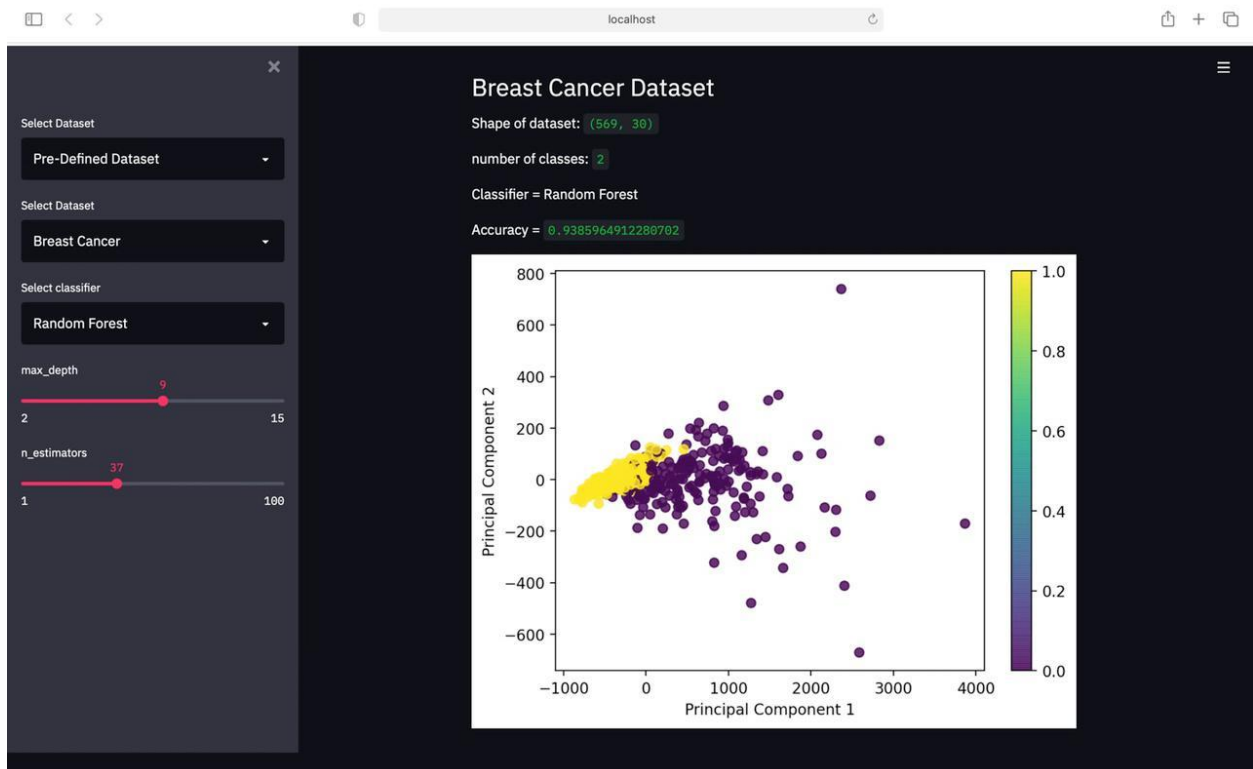 localhost
Select Dataset
Pre-Defined Dataset
Select Dataset
Breast Cancer
Select classifier
Random Forest
max_depth
9
2 15
n_estimators
37
1 100
Breast Cancer Dataset
Shape of dataset: (569, 30)
number of classes: 2
Classifier = Random Forest
Accuracy = 0.9385964912280702
800
600
400
200
0
−200
−400
−600
Principal Component 2
−1000 0 1000 2000 3000 4000
Principal Component 1
1.0
0.8
0.6
0.4
0.2
0.0